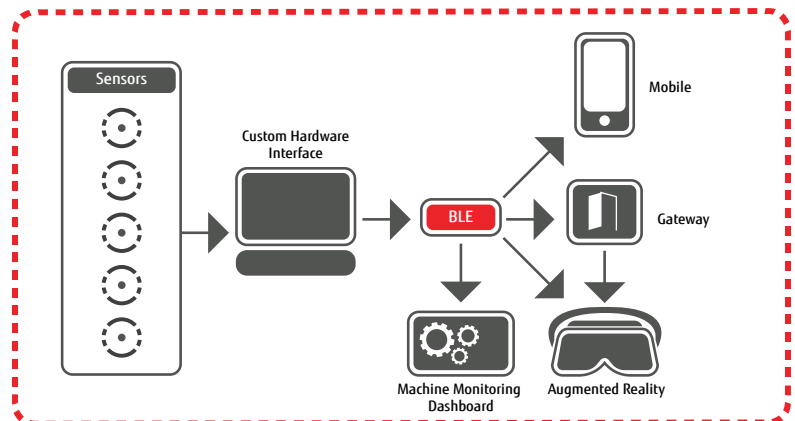 Sensors
Custom Hardware
Interface
BLE
Mobile
Gateway
Machine Monitoring
Dashboard
Augmented Reality